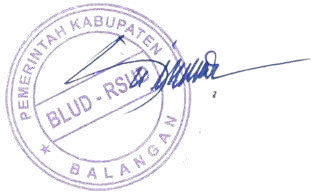 PEMERINTAH KABUPATEN
BLUD - RSUD
BALANGAN